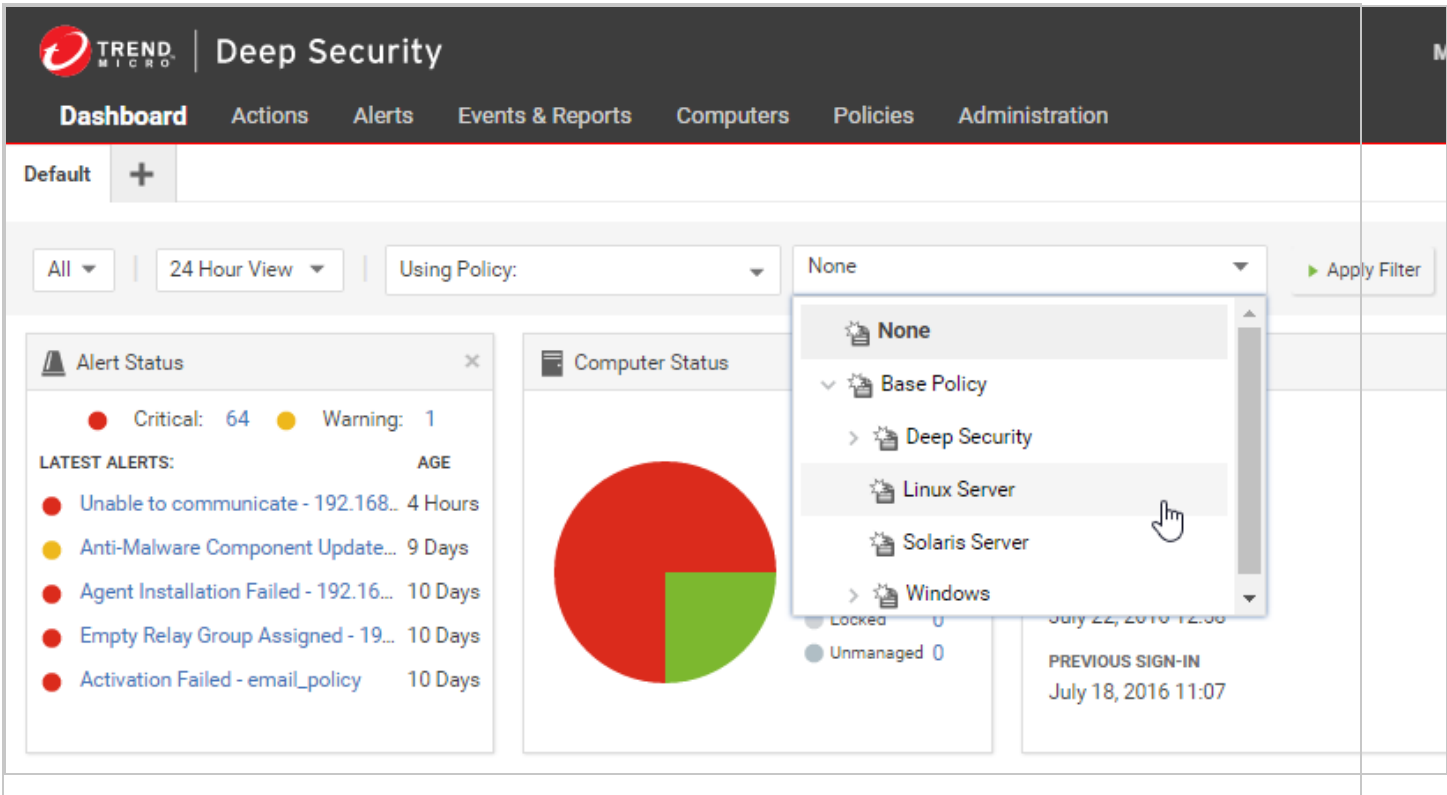 TREND MICRO | Deep Security
M
Dashboard Actions Alerts Events & Reports Computers Policies Administration
Default +
All 24 Hour View Using Policy: None Apply Filter
None
Base Policy
Deep Security
Linux Server
Solaris Server
Windows
Alert Status
Critical: 64 Warning: 1
LATEST ALERTS: AGE
Unable to communicate - 192.168... 4 Hours
Anti-Malware Component Update... 9 Days
Agent Installation Failed - 192.16... 10 Days
Empty Relay Group Assigned - 19... 10 Days
Activation Failed - email_policy 10 Days
Computer Status
Locked 0
Unmanaged 0
July 22, 2016
PREVIOUS SIGN-IN
July 18, 2016 11:07